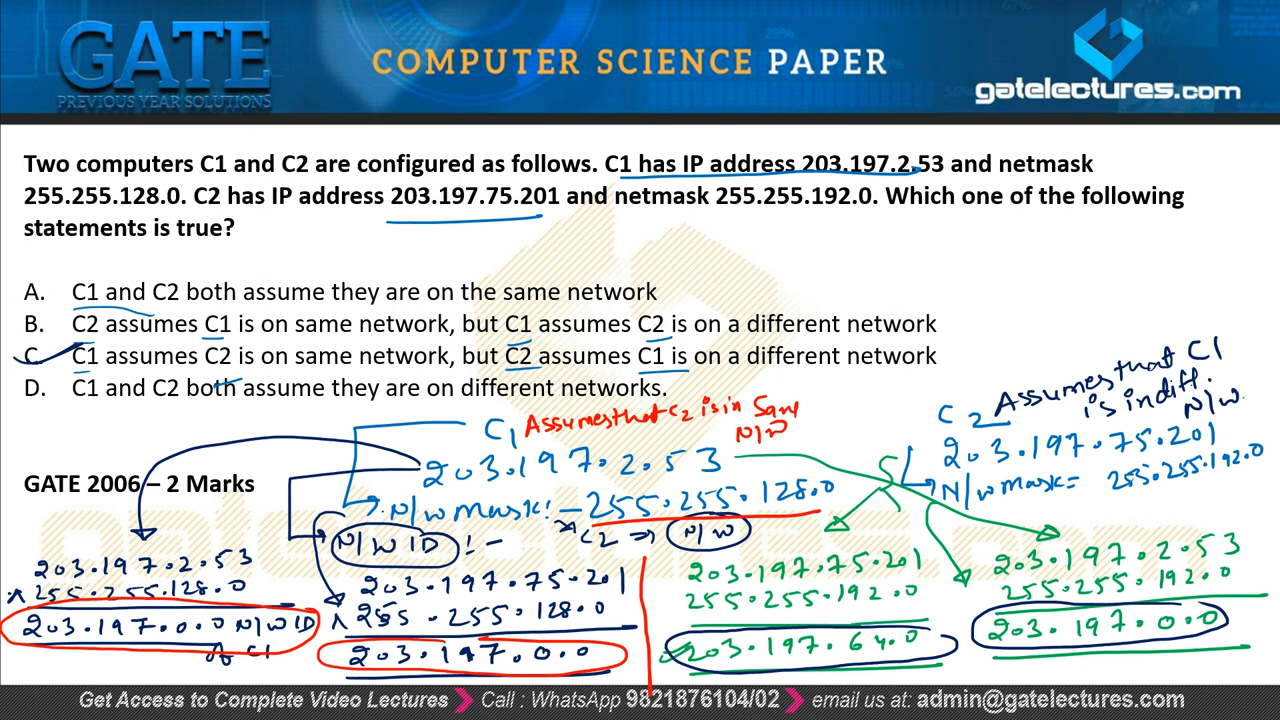 GATE
PREVIOUS YEAR SOLUTIONS
COMPUTER SCIENCE PAPER
gatelectures.com
Two computers C1 and C2 are configured as follows. C1 has IP address 203.197.2.53 and netmask
255.255.128.0. C2 has IP address 203.197.75.201 and netmask 255.255.192.0. Which one of the following
statements is true?
A. C1 and C2 both assume they are on the same network
B. C2 assumes C1 is on same network, but C1 assumes C2 is on a different network
C. C1 assumes C2 is on same network, but C2 assumes C1 is on a different network
D. C1 and C2 both assume they are on different networks.
GATE 2006 – 2 Marks
C1 Assumes that C2 is in Same
N/W
203.197.2.53
N/W Mask! - 255.255.128.0
N/W ID ! - C2 => N/W
C2 Assumes that C1
is in diff.
N/W.
203.197.75.201
N/W Mask = 255.255.192.0
203.197.2.53
^ 255.255.128.0
203.197.0.0 N/W ID
of C1
203.197.75.201
^ 255.255.128.0
203.197.0.0
203.197.75.201
255.255.192.0
203.197.64.0
203.197.2.53
255.255.192.0
203.197.0.0
Get Access to Complete Video Lectures Call : WhatsApp 9821876104/02 email us at: admin@gatelectures.com